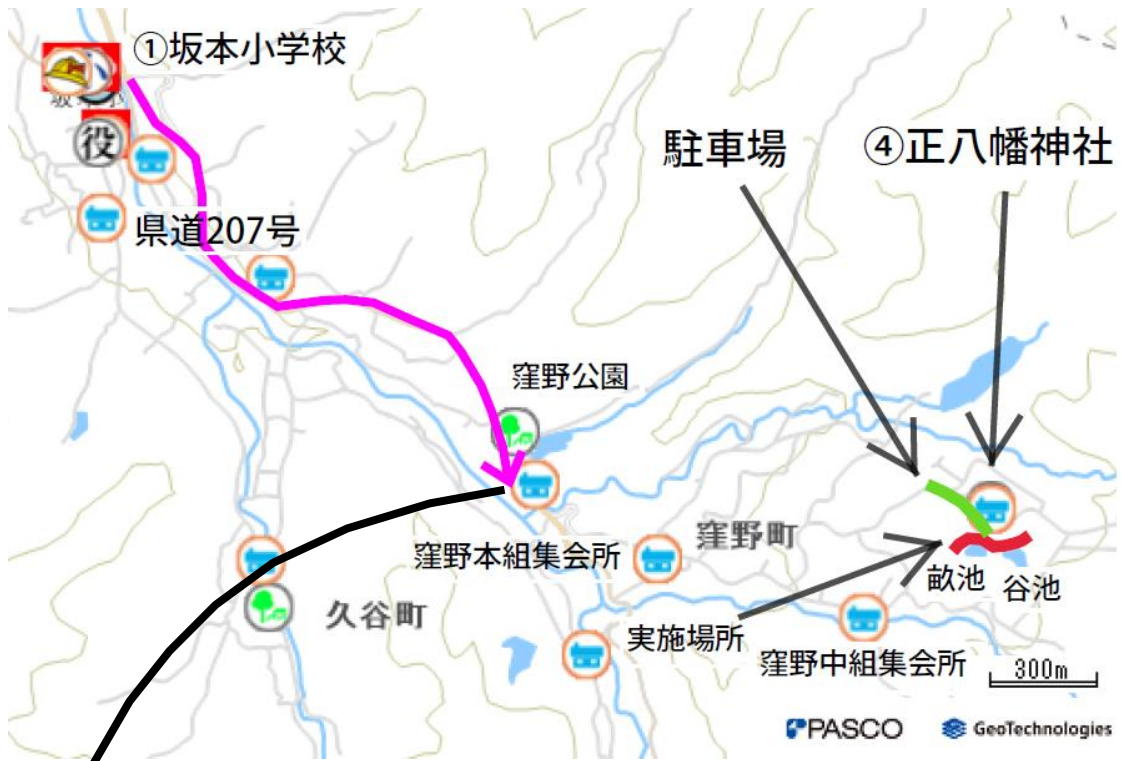 ①坂本小学校
役
県道207号
駐車場
④正八幡神社
窪野公園
窪野本組集会所
窪野町
畝池
谷池
久谷町
実施場所
窪野中組集会所
300m
PASCO
GeoTechnologies